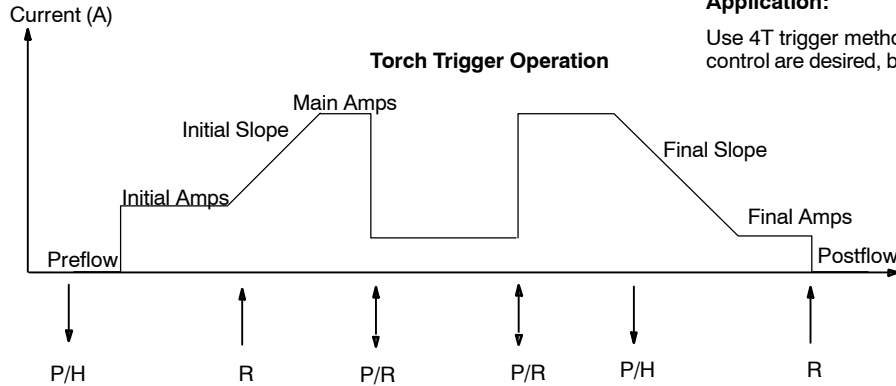 Current (A)
Application:
Use 4T trigger metho
control are desired, b
Torch Trigger Operation
Main Amps
Initial Slope
Final Slope
Initial Amps
Final Amps
Preflow
Postflow
P/H R P/R P/R P/H R